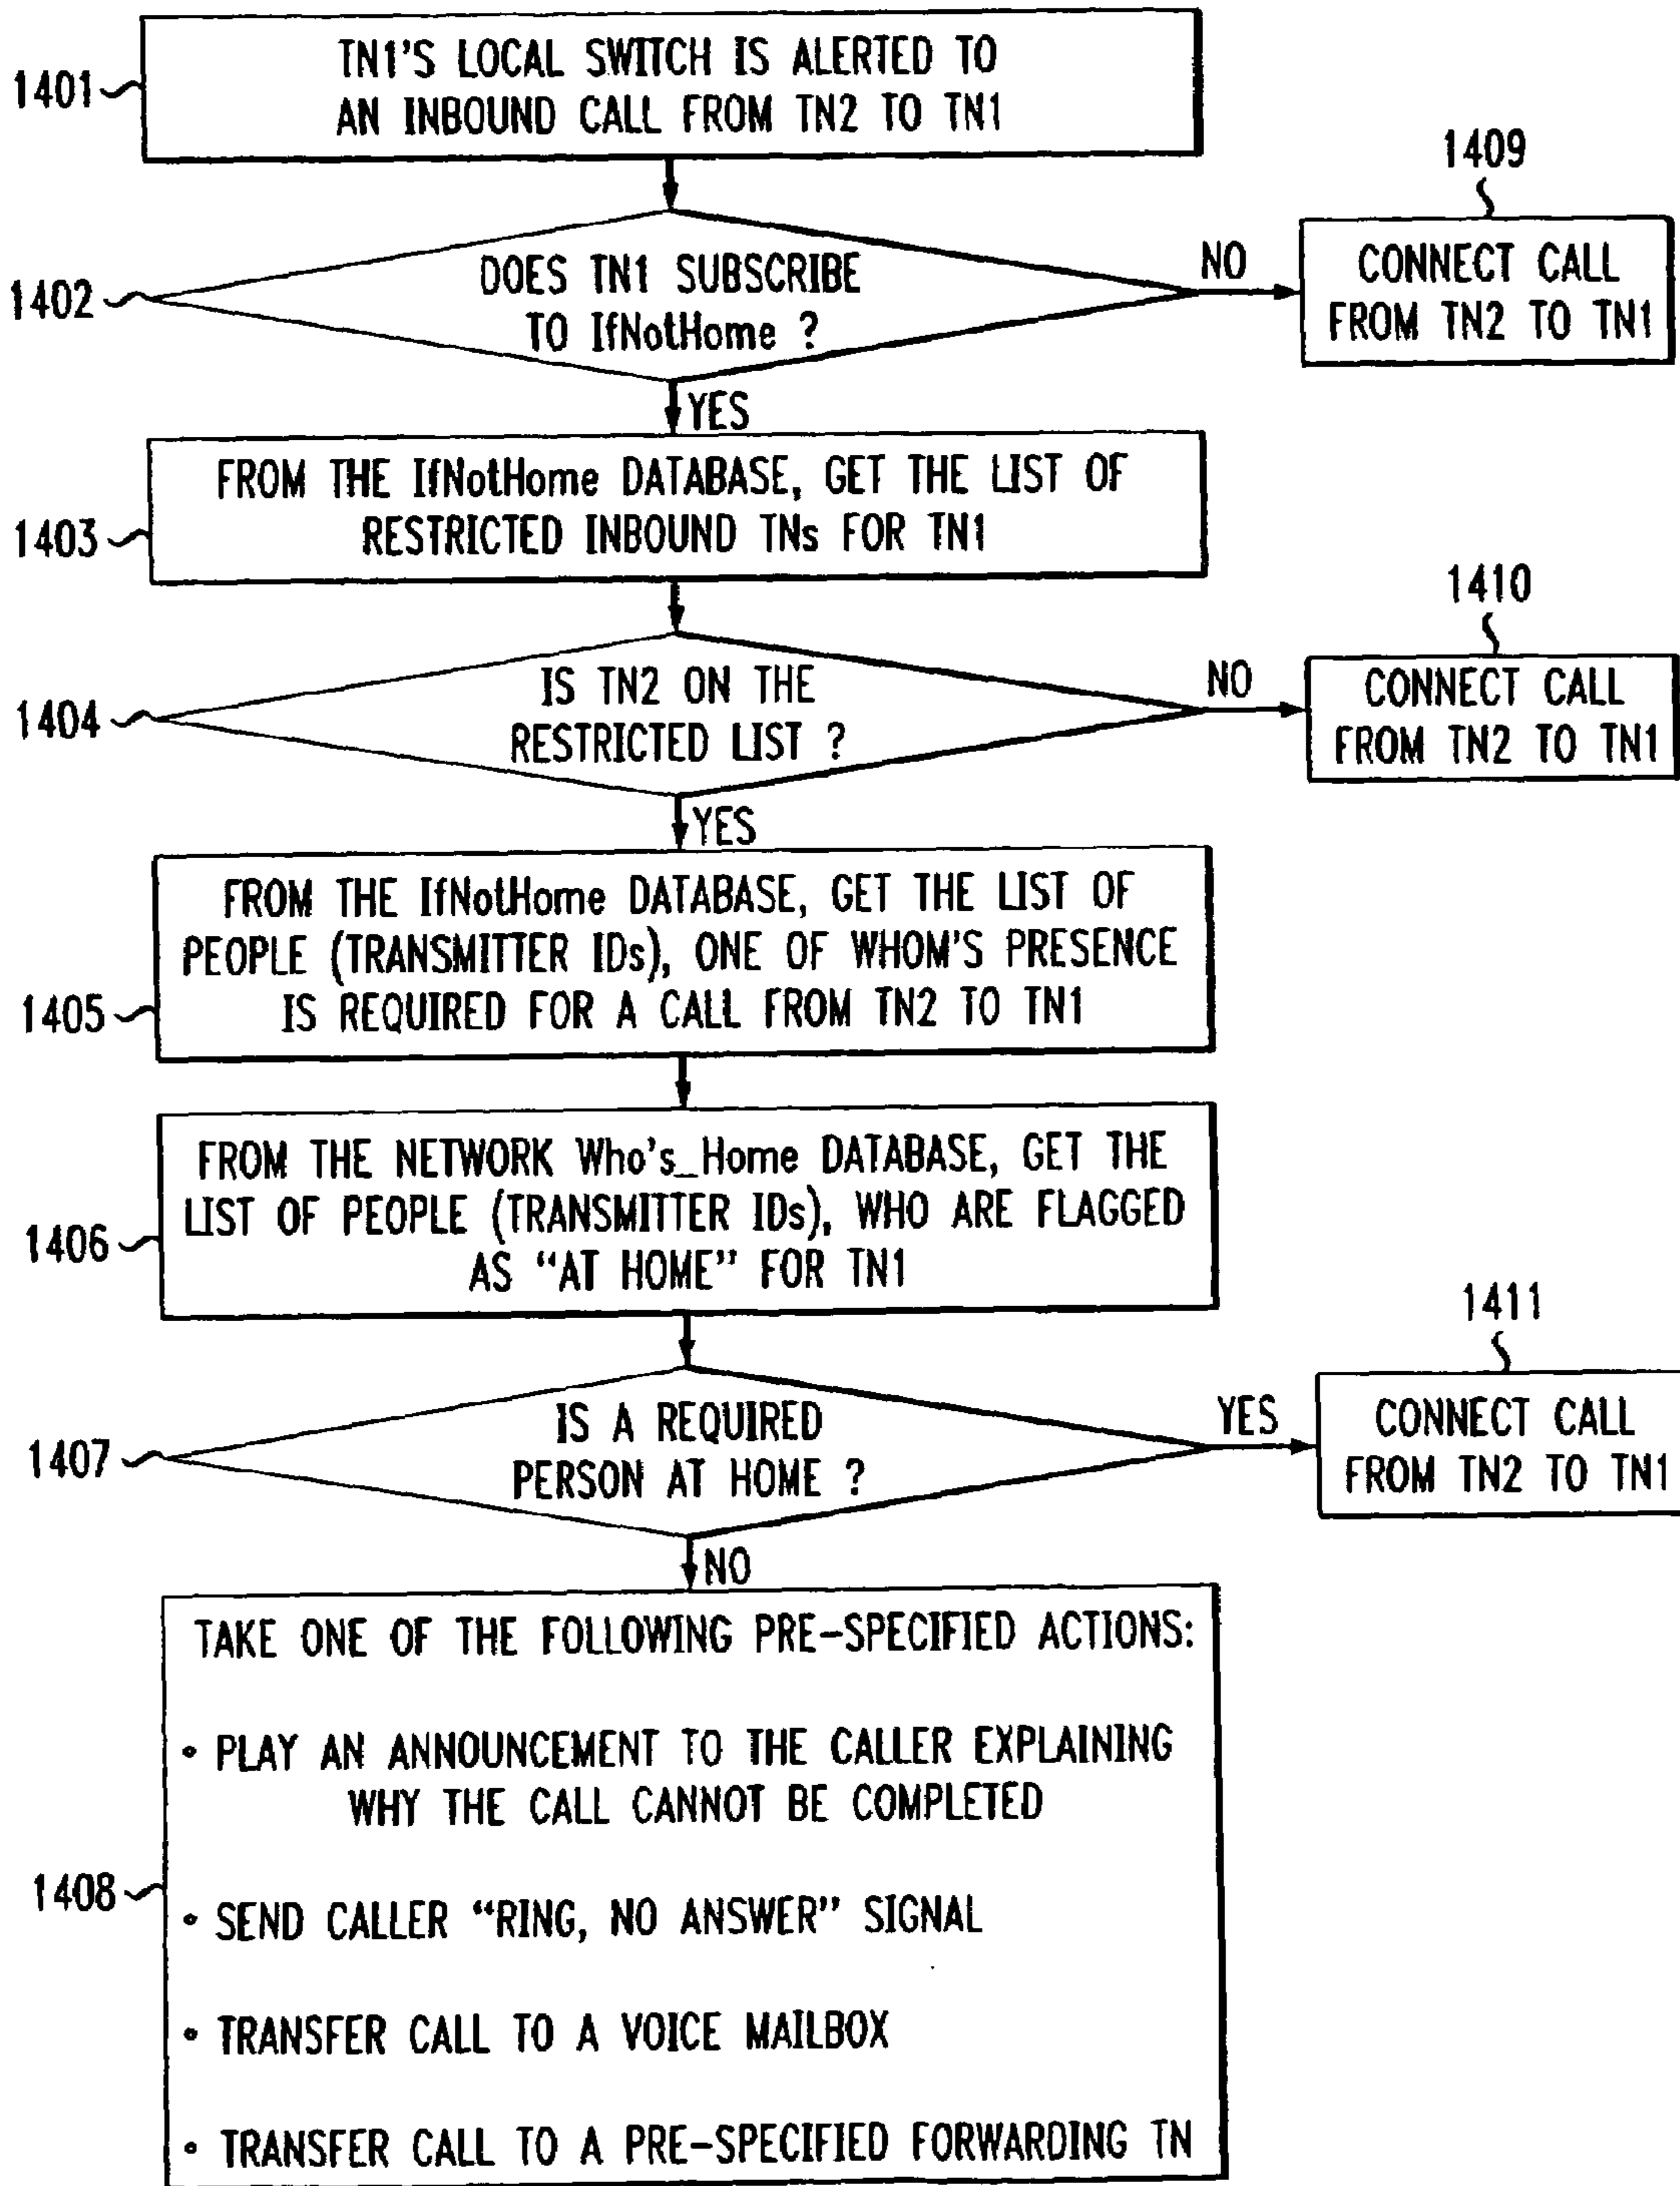 1401
TN1'S LOCAL SWITCH IS ALERTED TO
AN INBOUND CALL FROM TN2 TO TN1
1402
DOES TN1 SUBSCRIBE
TO IfNotHome ?
NO
1409
CONNECT CALL
FROM TN2 TO TN1
YES
1403
FROM THE IfNotHome DATABASE, GET THE LIST OF
RESTRICTED INBOUND TNs FOR TN1
1404
IS TN2 ON THE
RESTRICTED LIST ?
NO
1410
CONNECT CALL
FROM TN2 TO TN1
YES
1405
FROM THE IfNotHome DATABASE, GET THE LIST OF
PEOPLE (TRANSMITTER IDs), ONE OF WHOM'S PRESENCE
IS REQUIRED FOR A CALL FROM TN2 TO TN1
1406
FROM THE NETWORK Who's_Home DATABASE, GET THE
LIST OF PEOPLE (TRANSMITTER IDs), WHO ARE FLAGGED
AS “AT HOME” FOR TN1
1407
IS A REQUIRED
PERSON AT HOME ?
YES
1411
CONNECT CALL
FROM TN2 TO TN1
NO
1408
TAKE ONE OF THE FOLLOWING PRE-SPECIFIED ACTIONS:
• PLAY AN ANNOUNCEMENT TO THE CALLER EXPLAINING
WHY THE CALL CANNOT BE COMPLETED
• SEND CALLER “RING, NO ANSWER” SIGNAL
• TRANSFER CALL TO A VOICE MAILBOX
• TRANSFER CALL TO A PRE-SPECIFIED FORWARDING TN